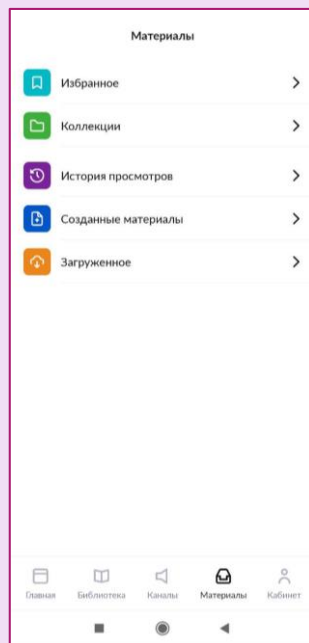 Материалы
Избранное
Коллекции
История просмотров
Созданные материалы
Загруженное
Главная Библиотека Каналы Материалы Кабинет